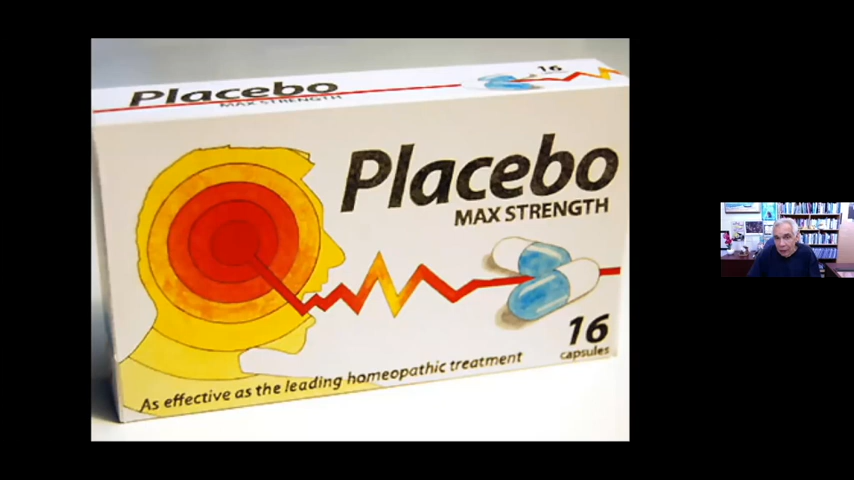 Placebo
MAX STRENGTH
16
Placebo
MAX STRENGTH
16
capsules
As effective as the leading homeopathic treatment